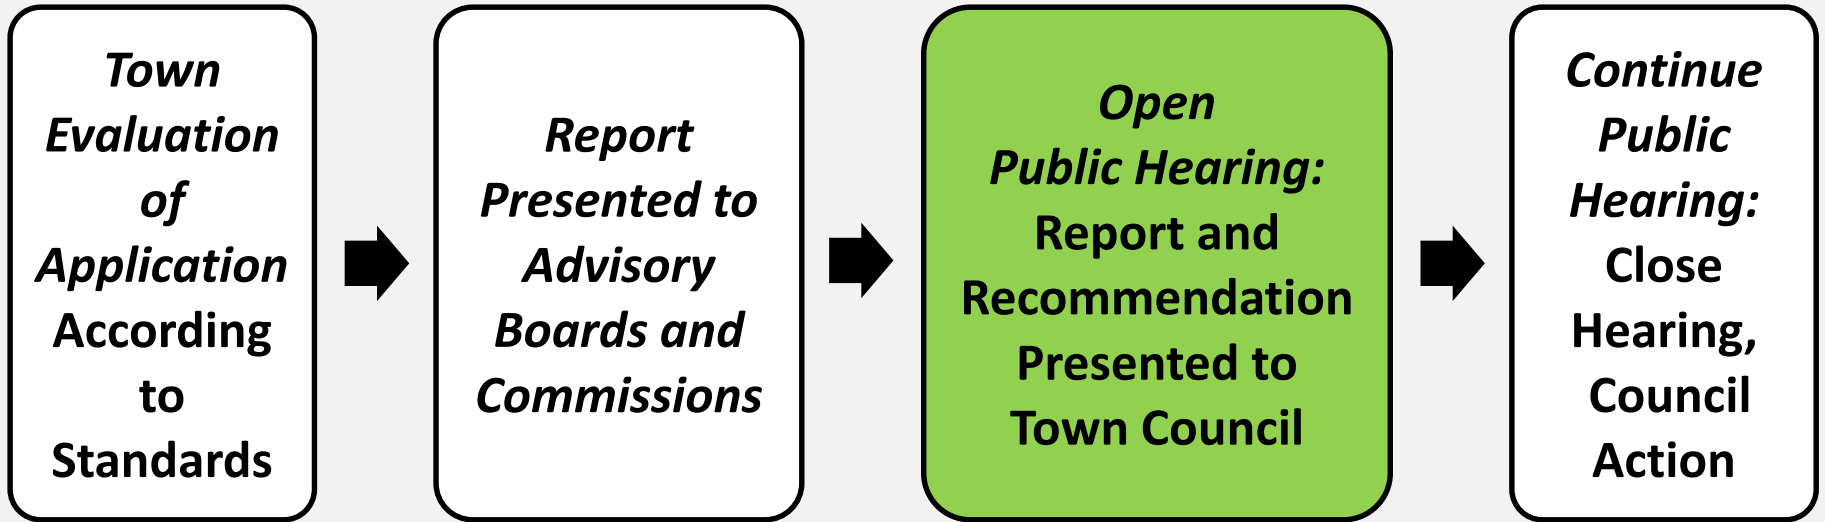 Town
Evaluation
of
Application
According
to
Standards
Report
Presented to
Advisory
Boards and
Commissions
Open
Public Hearing:
Report and
Recommendation
Presented to
Town Council
Continue
Public
Hearing:
Close
Hearing,
Council
Action